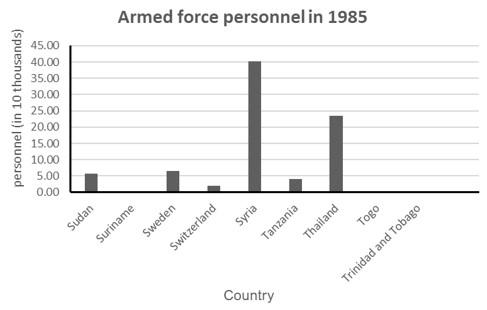 Armed force personnel in 1985
personnel (in 10 thousands)
45.00
40.00
35.00
30.00
25.00
20.00
15.00
10.00
5.00
0.00
Sudan
Suriname
Sweden
Switzerland
Syria
Tanzania
Thailand
Togo
Trinidad and Tobago
Country